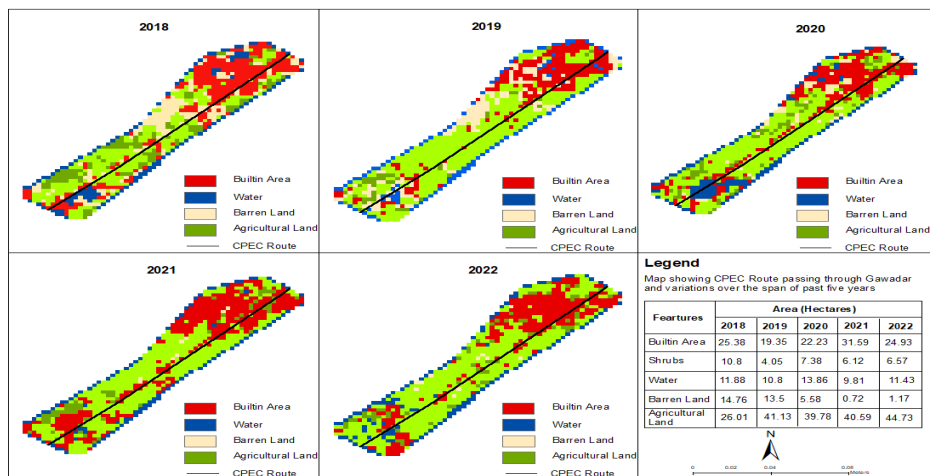 2018
Builtin Area
Water
Barren Land
Agricultural Land
CPEC Route
2019
Builtin Area
Water
Barren Land
Agricultural Land
CPEC Route
2020
Builtin Area
Water
Barren Land
Agricultural Land
CPEC Route
2021
Builtin Area
Water
Barren Land
Agricultural Land
CPEC Route
2022
Builtin Area
Water
Barren Land
Agricultural Land
CPEC Route
Legend
Map showing CPEC Route passing through Gawadar
and variations over the span of past five years
Feartures Area (Hectares)
2018 2019 2020 2021 2022
Builtin Area 25.38 19.35 22.23 31.59 24.93
Shrubs 10.8 4.05 7.38 6.12 6.57
Water 11.88 10.8 13.86 9.81 11.43
Barren Land 14.76 13.5 5.58 0.72 1.17
Agricultural Land 26.01 41.13 39.78 40.59 44.73
N
0 0.02 0.04 0.08